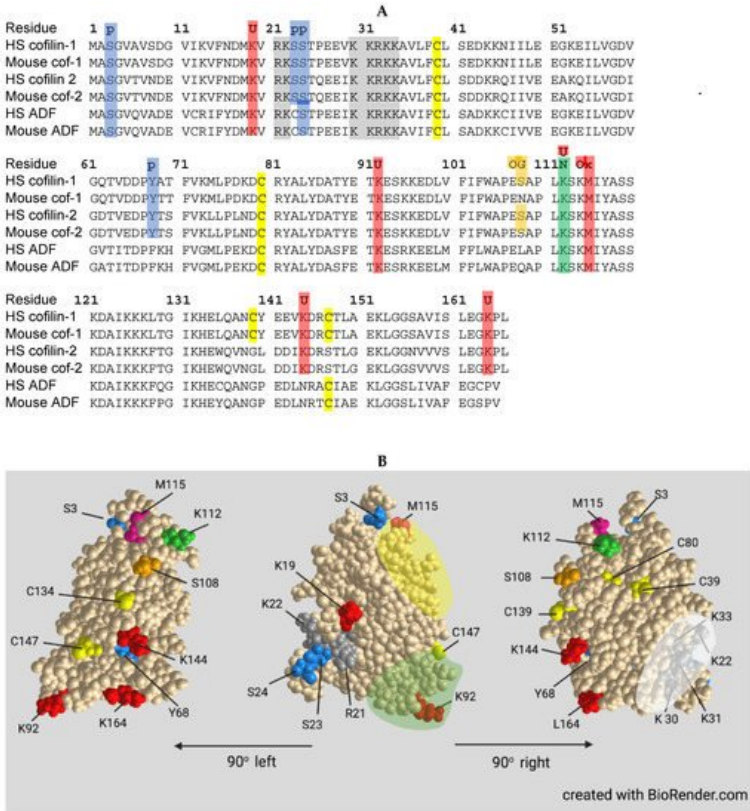 A
Residue 1 p 11 U 21 pp 31 41 51
HS cofilin-1 MASGVAVSDG VIKVFNDMKV RKSSTPEEVK KRKKAVLFCL SEDKKNIILE EGKEILVGDV
Mouse cof-1 MASGVAVSDG VIKVFNDMKV RKSSTPEEVK KRKKAVLFCL SEDKKNIILE EGKEILVGDV
HS cofilin 2 MASGVTVNDE VIKVFNDMKV RKSSTQEEIK KRKKAVLFCL SDDKRQIIVE EAKQILVGDI
Mouse cof-2 MASGVTVNDE VIKVFNDMKV RKSSTQEEIK KRKKAVLFCL SDDKRQIIVE EAKQILVGDI
HS ADF MASGVQVADE VCRIFYDMKV RKCSTPEEIK KRKKAVIFCL SADKKCIIVE EGKEILVGDV
Mouse ADF MASGVQVADE VCRIFYDMKV RKCSTPEEIK KRKKAVIFCL SADKKCIVVE EGKEILVGDV
Residue 61 p 71 81 91 U 101 OG 111 U N Ox
HS cofilin-1 GQTVDDPYAT FVKMLPDKDC RYALYDATYE TKESKKEDLV FIFWAPESAP LKSKMIYASS
Mouse cof-1 GQTVDDPYTT FVKMLPDKDC RYALYDATYE TKESKKEDLV FIFWAPENAP LKSKMIYASS
HS cofilin-2 GDTVEDPYTS FVKLLPLNDC RYALYDATYE TKESKKEDLV FIFWAPESAP LKSKMIYASS
Mouse cof-2 GDTVEDPYTS FVKLLPLNDC RYALYDATYE TKESKKEDLV FIFWAPESAP LKSKMIYASS
HS ADF GVTITDPFKH FVGMLPEKDC RYALYDASFE TKESRKEELM FFLWAPELAP LKSKMIYASS
Mouse ADF GATITDPFKH FVGMLPEKDC RYALYDASFE TKESRKEELM FFLWAPEQAP LKSKMIYASS
Residue 121 131 141 U 151 161 U
HS cofilin-1 KDAIKKKLTG IKHELQANCY EEVKDRCTLA EKLGGSAVIS LEGKPL
Mouse cof-1 KDAIKKKLTG IKHELQANCY EEVKDRCTLA EKLGGSAVIS LEGKPL
HS cofilin-2 KDAIKKKFTG IKHEWQVNGL DDIKDRSTLG EKLGGNVVVS LEGKPL
Mouse cof-2 KDAIKKKFTG IKHEWQVNGL DDIKDRSTLG EKLGGNVVVS LEGKPL
HS ADF KDAIKKKFQG IKHECQANGP EDLNRACIAE KLGGSLIVAF EGCPV
Mouse ADF KDAIKKKFPG IKHEYQANGP EDLNRTCIAE KLGGSLIVAF EGSPV
B
M115
S3
K112
S108
C134
C147
K144
Y68
K92
K164
S3
M115
K19
K22
C147
K92
S24
S23
R21
M115
S3
K112
C80
S108
C39
C139
K33
K144
K22
Y68
L164
K 30
K31
90° left
90° right
created with BioRender.com